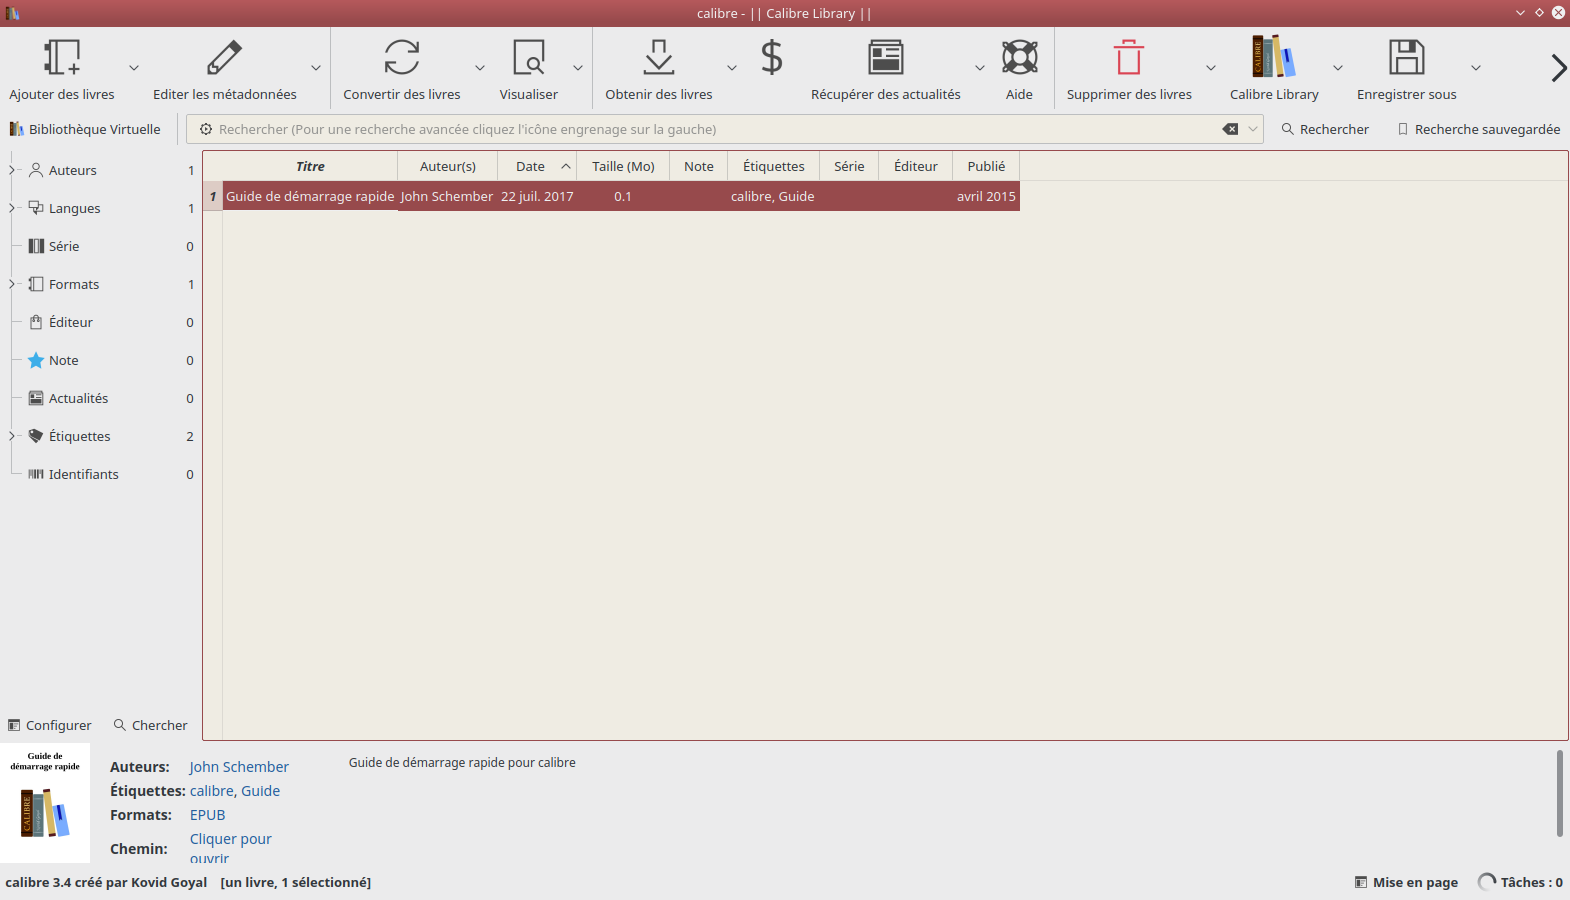 calibre - || Calibre Library ||
Ajouter des livres Editer les métadonnées Convertir des livres Visualiser Obtenir des livres Récupérer des actualités Aide Supprimer des livres Calibre Library Enregistrer sous
Bibliothèque Virtuelle Rechercher (Pour une recherche avancée cliquez l'icône engrenage sur la gauche) Rechercher Recherche sauvegardée
Titre Auteur(s) Date Taille (Mo) Note Étiquettes Série Éditeur Publié
1 Guide de démarrage rapide John Schember 22 juil. 2017 0.1 calibre, Guide avril 2015
Auteurs 1
Langues 1
Série 0
Formats 1
Éditeur 0
Note 0
Actualités 0
Étiquettes 2
Identifiants 0
Configurer Chercher
Guide de
démarrage rapide
CALIBRE
Auteurs: John Schember
Étiquettes: calibre, Guide
Formats: EPUB
Chemin: Cliquer pour
ouvrir
Guide de démarrage rapide pour calibre
calibre 3.4 créé par Kovid Goyal [un livre, 1 sélectionné] Mise en page Tâches : 0